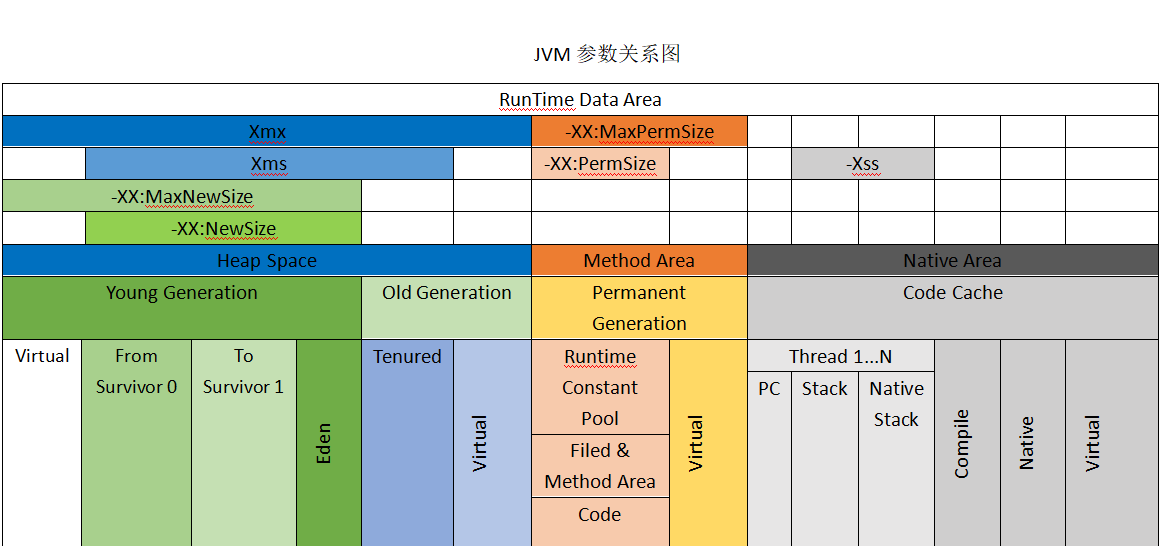 JVM 参数关系图
RunTime Data Area
Xmx -XX:MaxPermSize
Xms -XX:PermSize -Xss
-XX:MaxNewSize
-XX:NewSize
Heap Space Method Area Native Area
Young Generation Old Generation Permanent Generation Code Cache
Virtual
From
Survivor 0
To
Survivor 1
Eden
Tenured
Virtual
Runtime
Constant
Pool
Filed &
Method Area
Code
Virtual
Thread 1...N
PC
Stack
Native
Stack
Compile
Native
Virtual